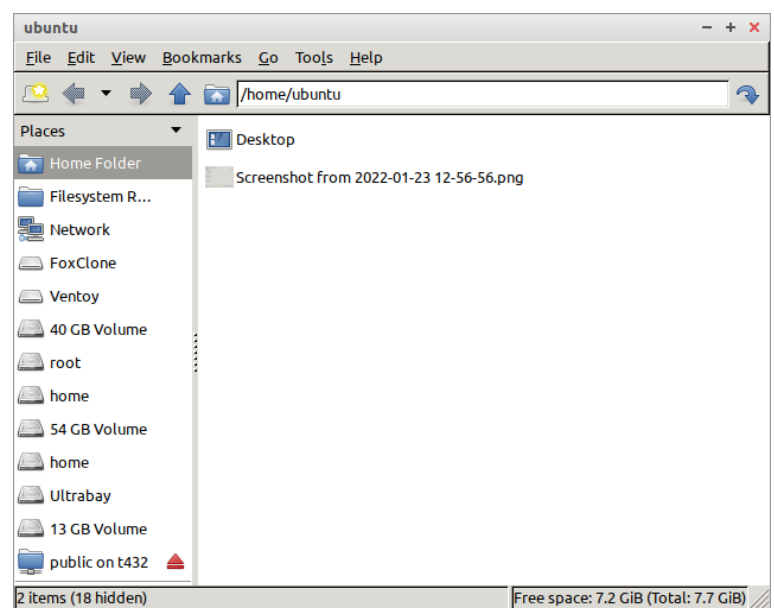 ubuntu
File Edit View Bookmarks Go Tools Help
/home/ubuntu
Places
Home Folder
Filesystem R...
Network
FoxClone
Ventoy
40 GB Volume
root
home
54 GB Volume
home
Ultrabay
13 GB Volume
public on t432
Desktop
Screenshot from 2022-01-23 12-56-56.png
2 items (18 hidden)
Free space: 7.2 GiB (Total: 7.7 GiB)